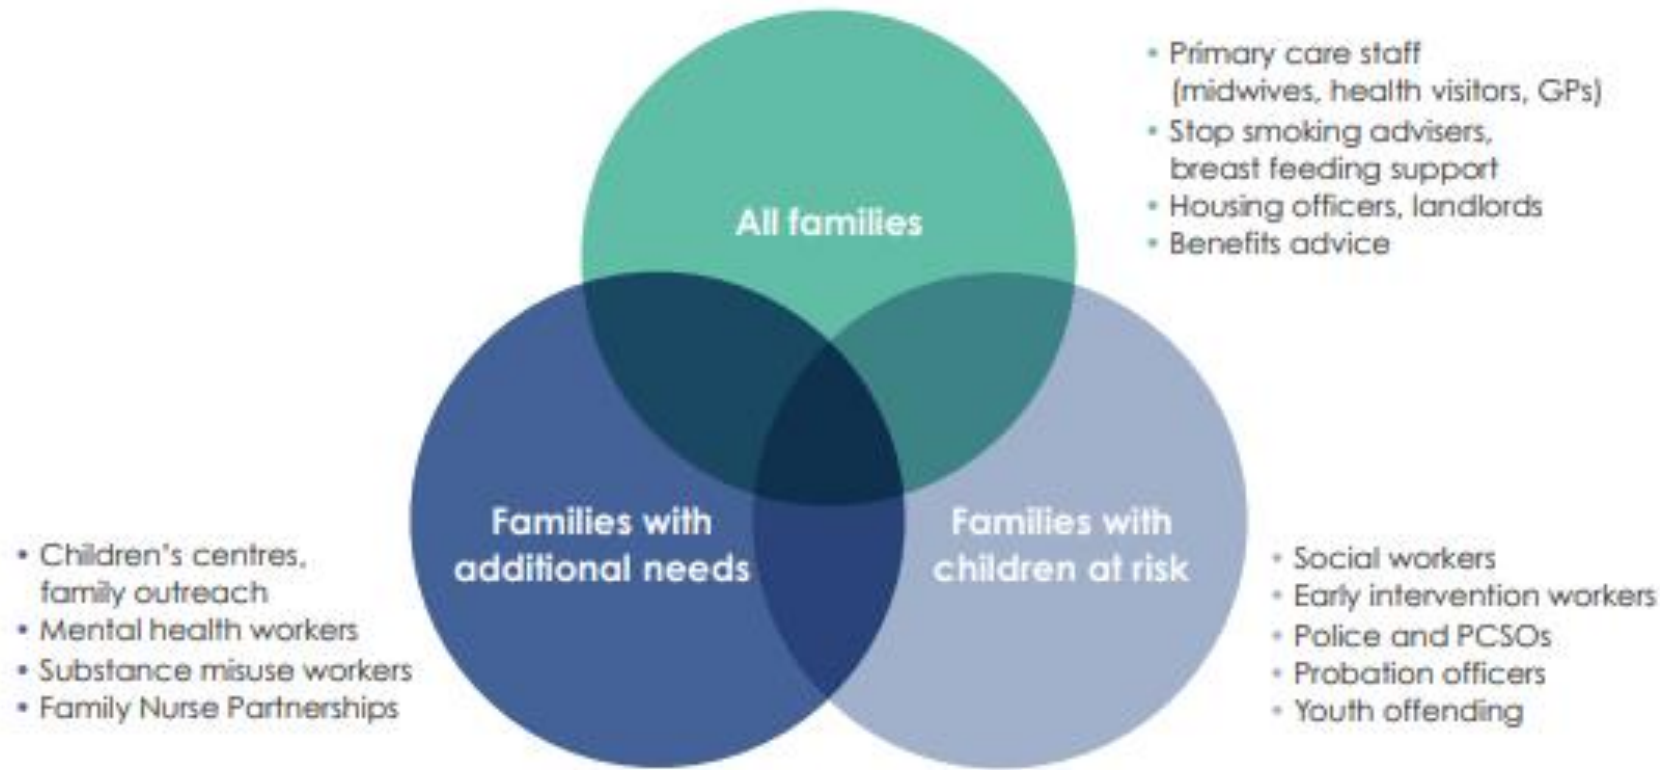 All families
• Primary care staff
(midwives, health visitors, GPs)
• Stop smoking advisers,
breast feeding support
• Housing officers, landlords
• Benefits advice
Families with
additional needs
• Children's centres,
family outreach
• Mental health workers
• Substance misuse workers
• Family Nurse Partnerships
Families with
children at risk
• Social workers
• Early intervention workers
• Police and PCSOs
• Probation officers
• Youth offending